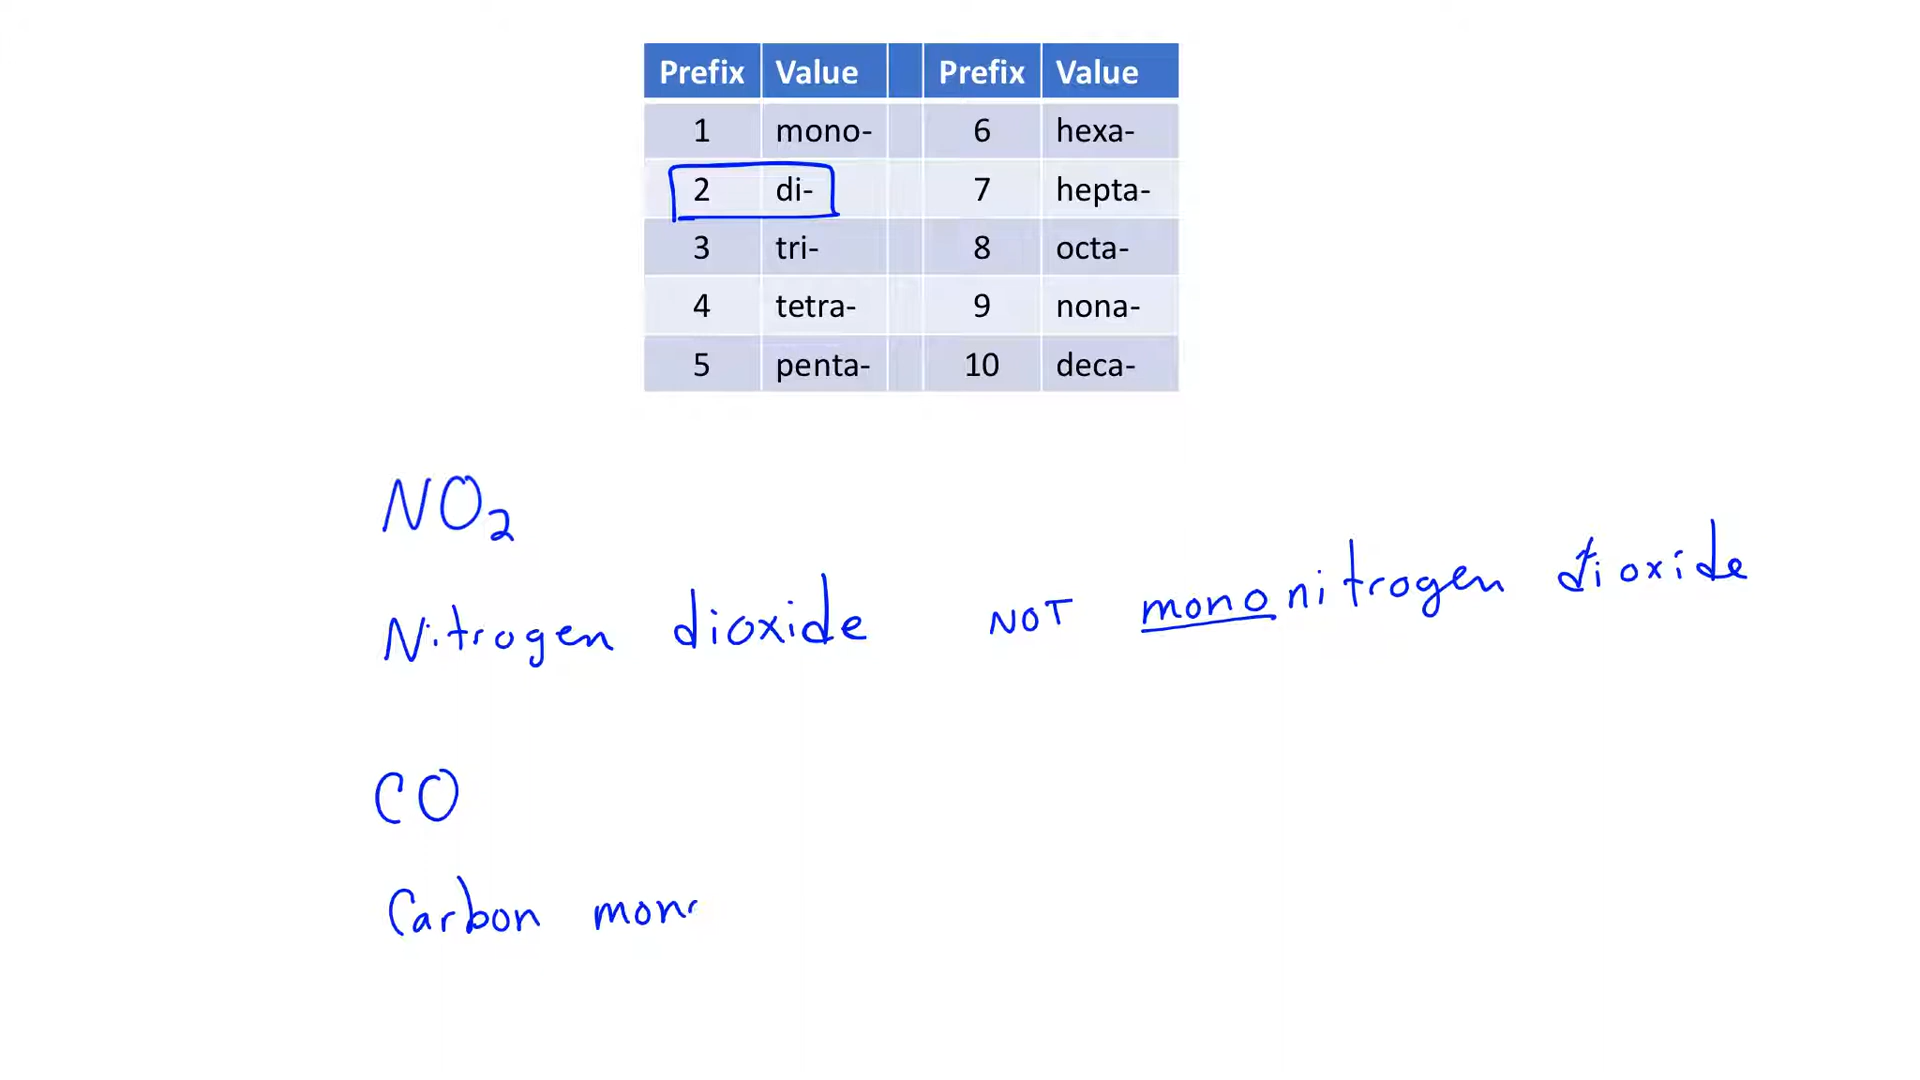 Prefix Value Prefix Value
1 mono- 6 hexa-
2 di- 7 hepta-
3 tri- 8 octa-
4 tetra- 9 nona-
5 penta- 10 deca-
NO₂
Nitrogen dioxide NOT mononitrogen dioxide
CO
Carbon mono